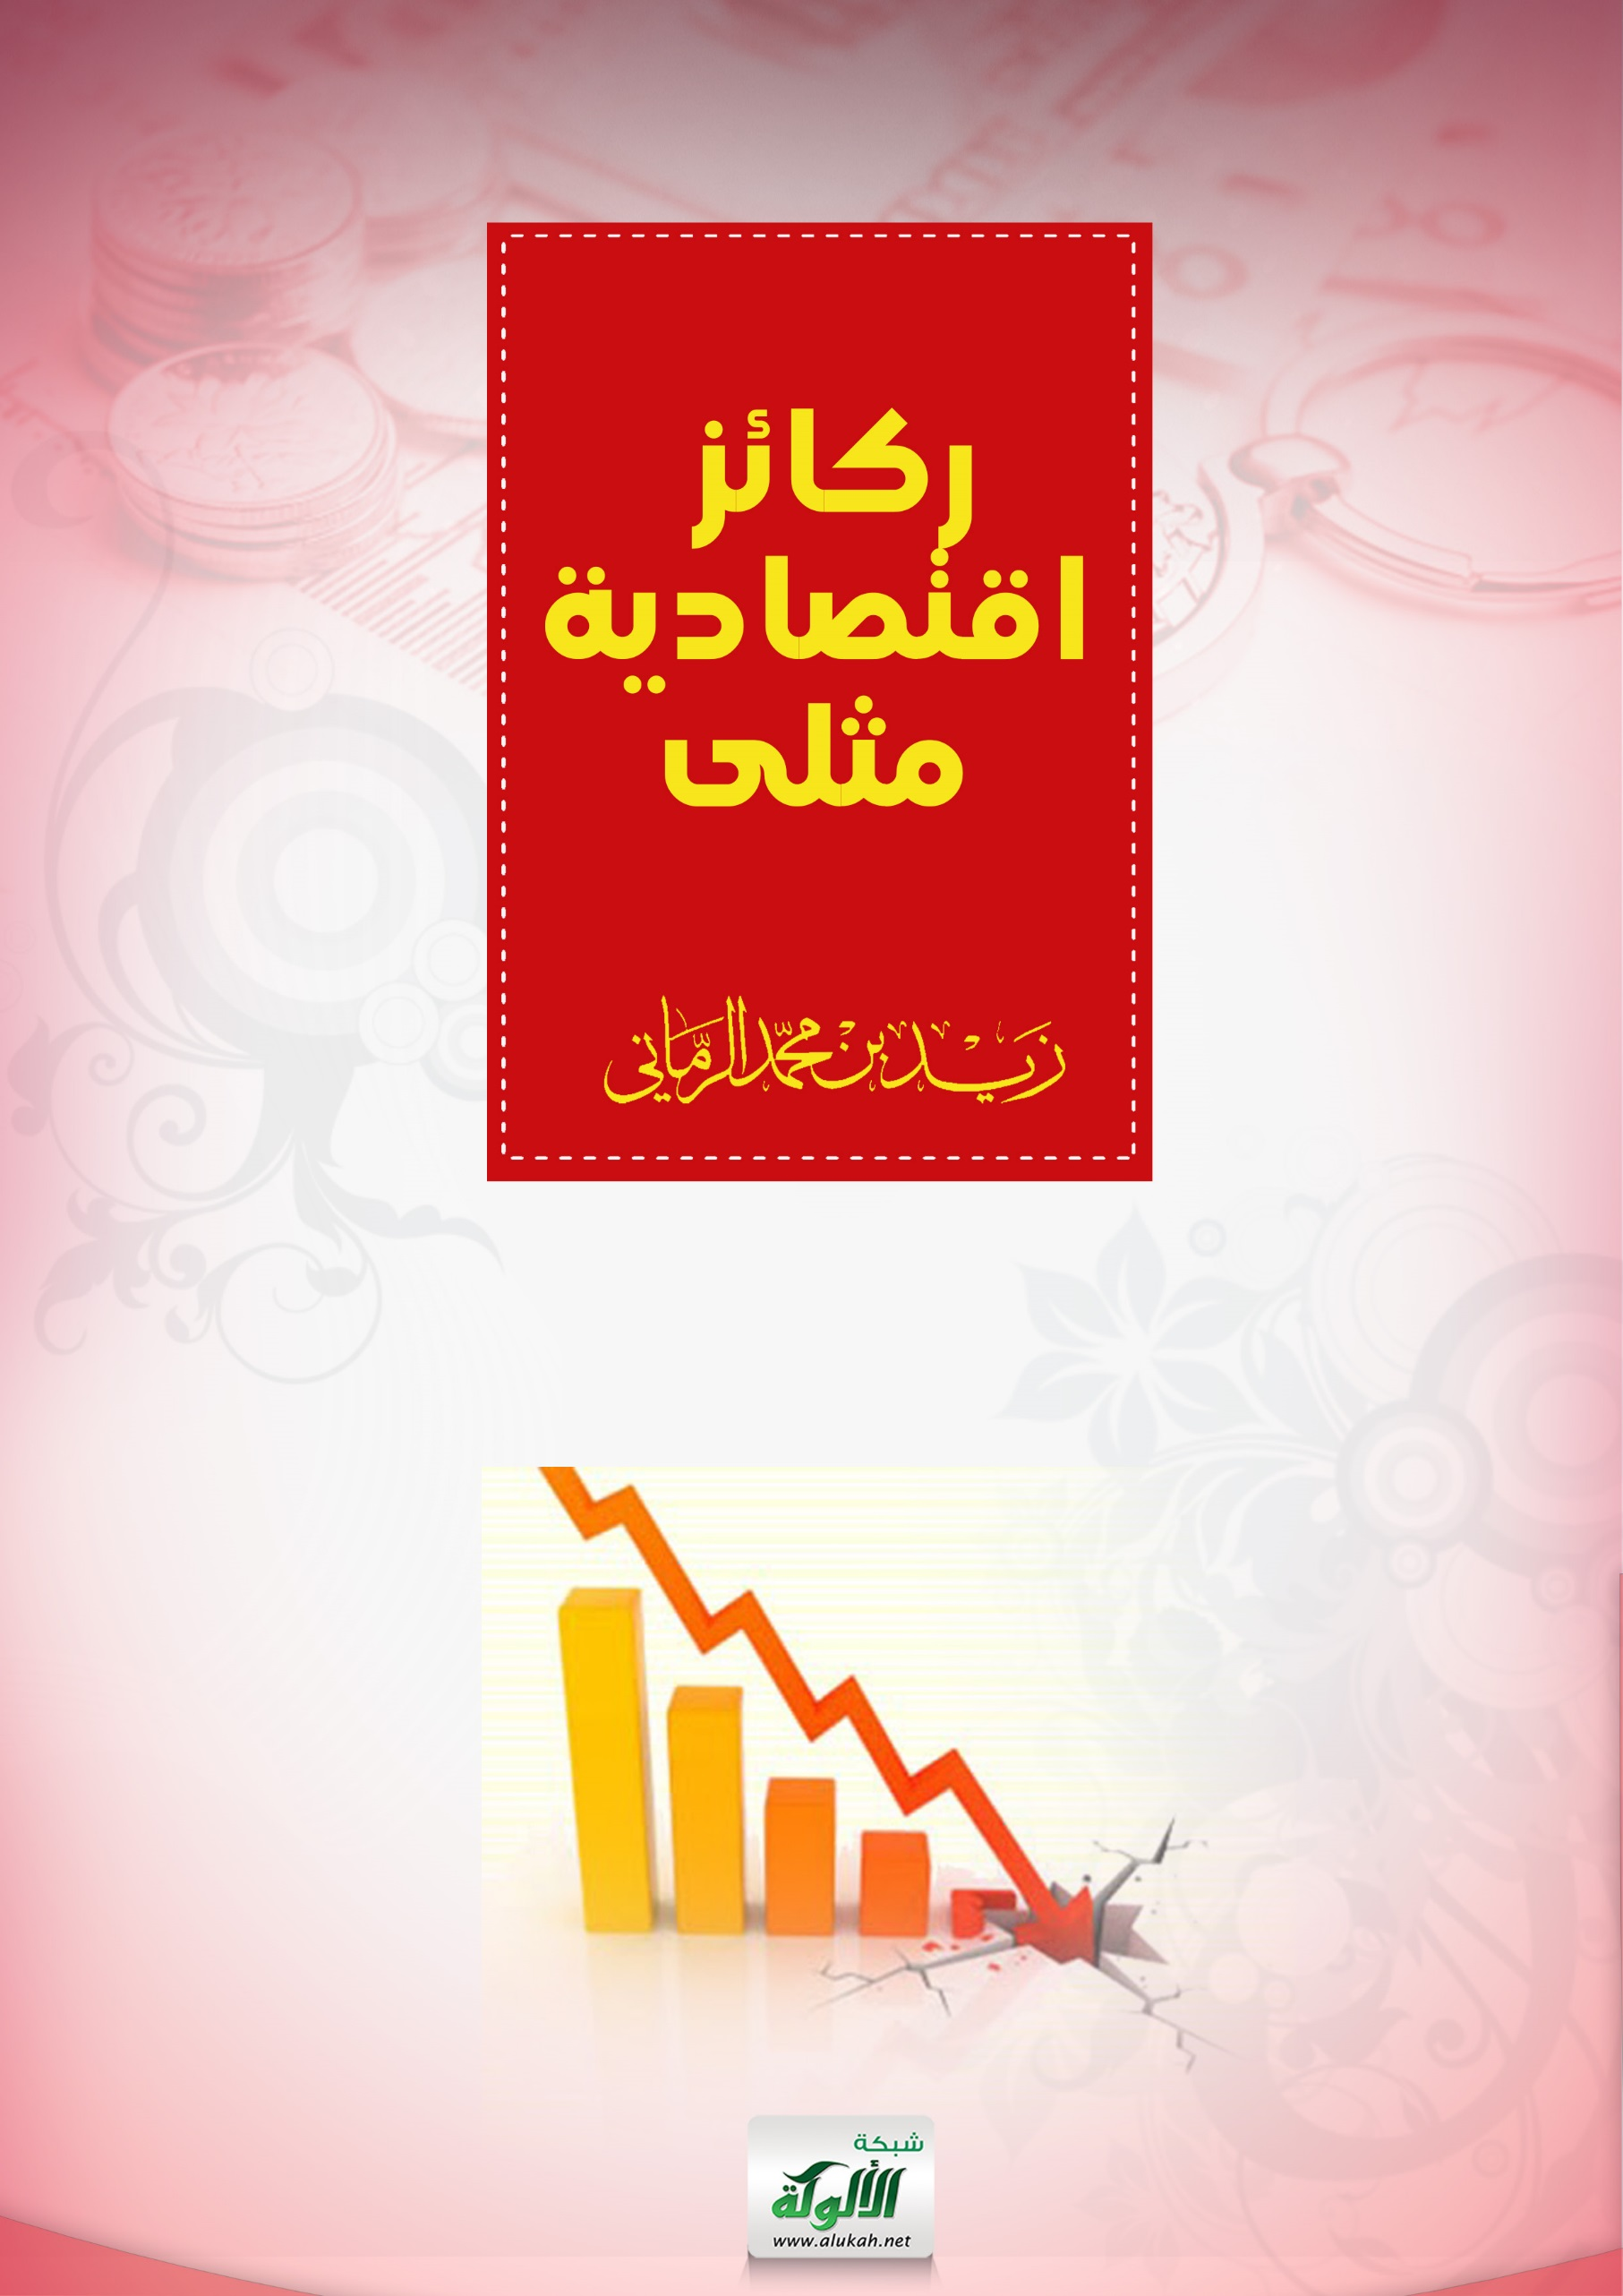 ركائز
اقتصادية
مثلى
زيد بن محمد الرماني
شبكة
الألوكة
www.alukah.net